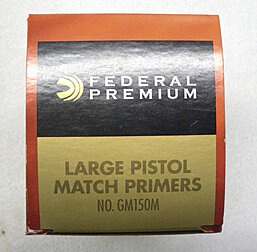 FEDERAL
PREMIUM
LARGE PISTOL
MATCH PRIMERS
NO. GM150M